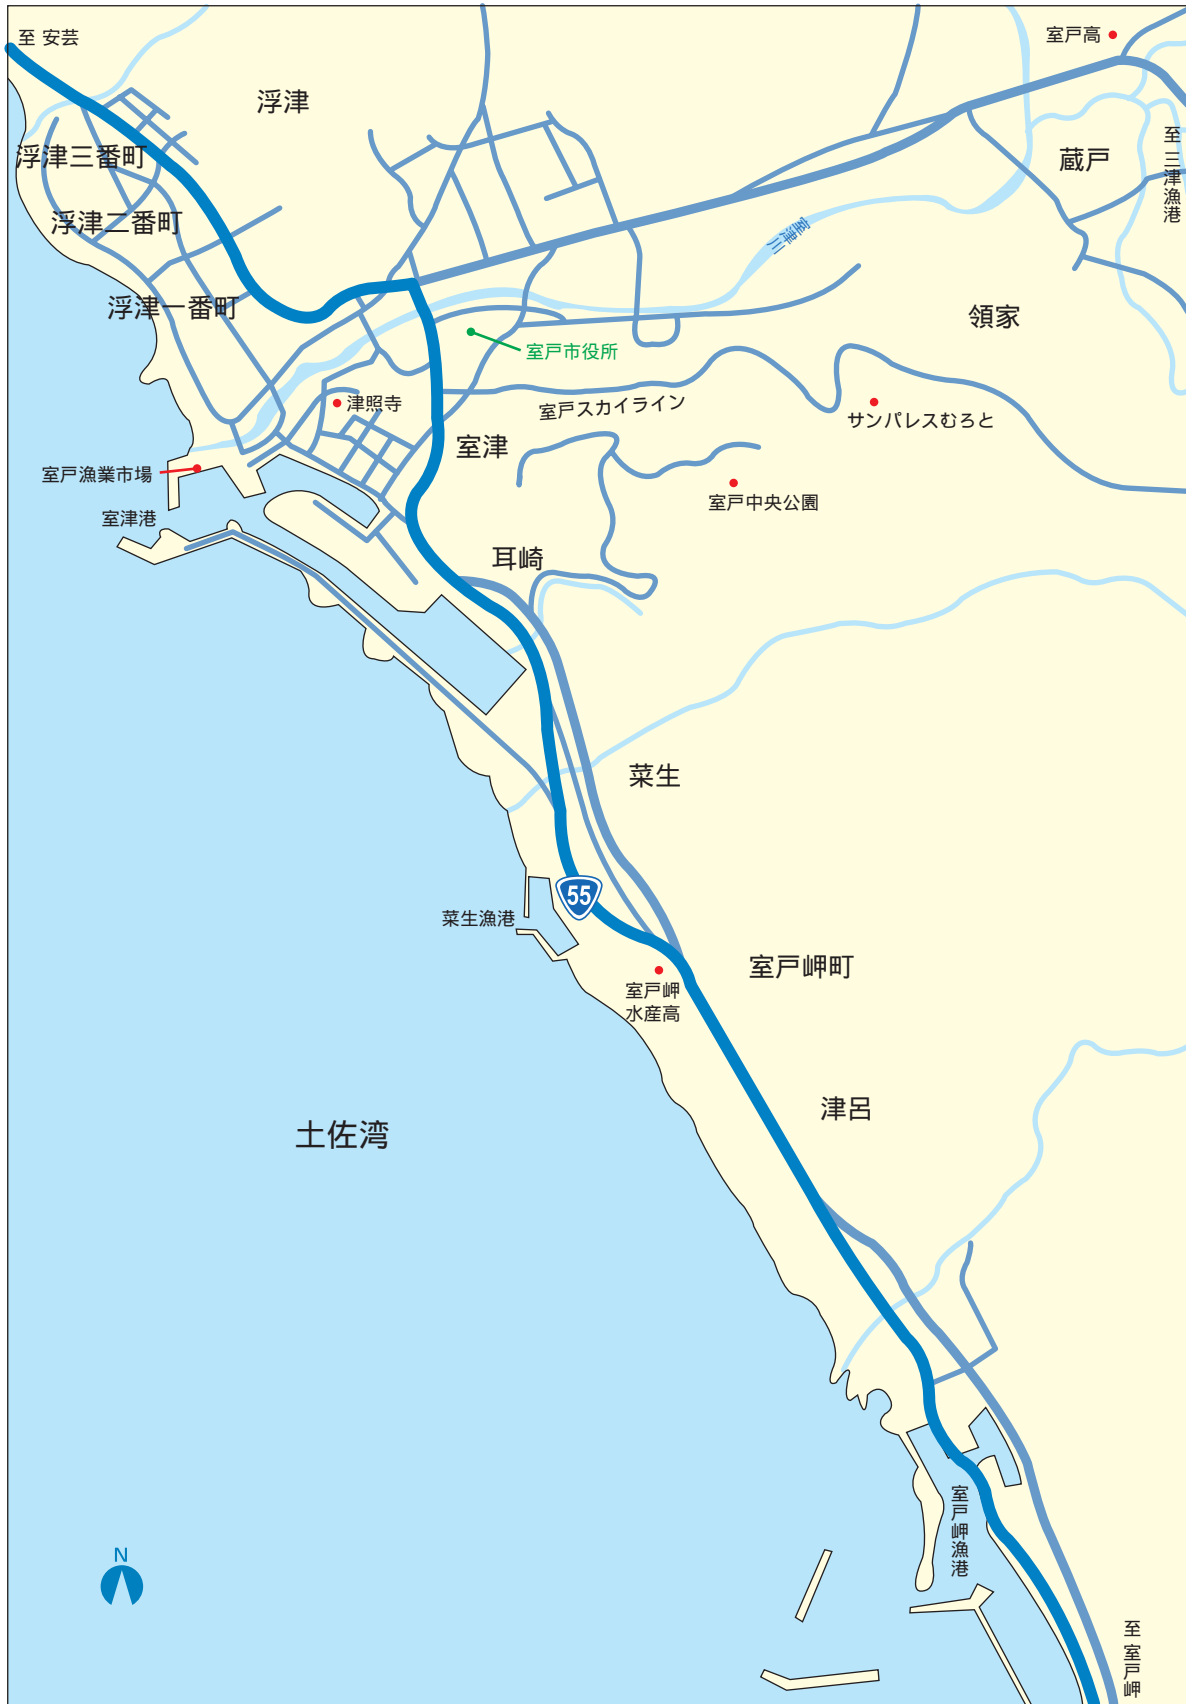 至 安芸
室戸高
浮津
浮津三番町
蔵戸
至 三津漁港
浮津二番町
室津川
浮津一番町
領家
室戸市役所
津照寺
室戸スカイライン
サンパレスむろと
室津
室戸漁業市場
室戸中央公園
室津港
耳崎
菜生
55
菜生漁港
室戸岬町
室戸岬
水産高
津呂
土佐湾
室戸岬漁港
N
至 室戸岬